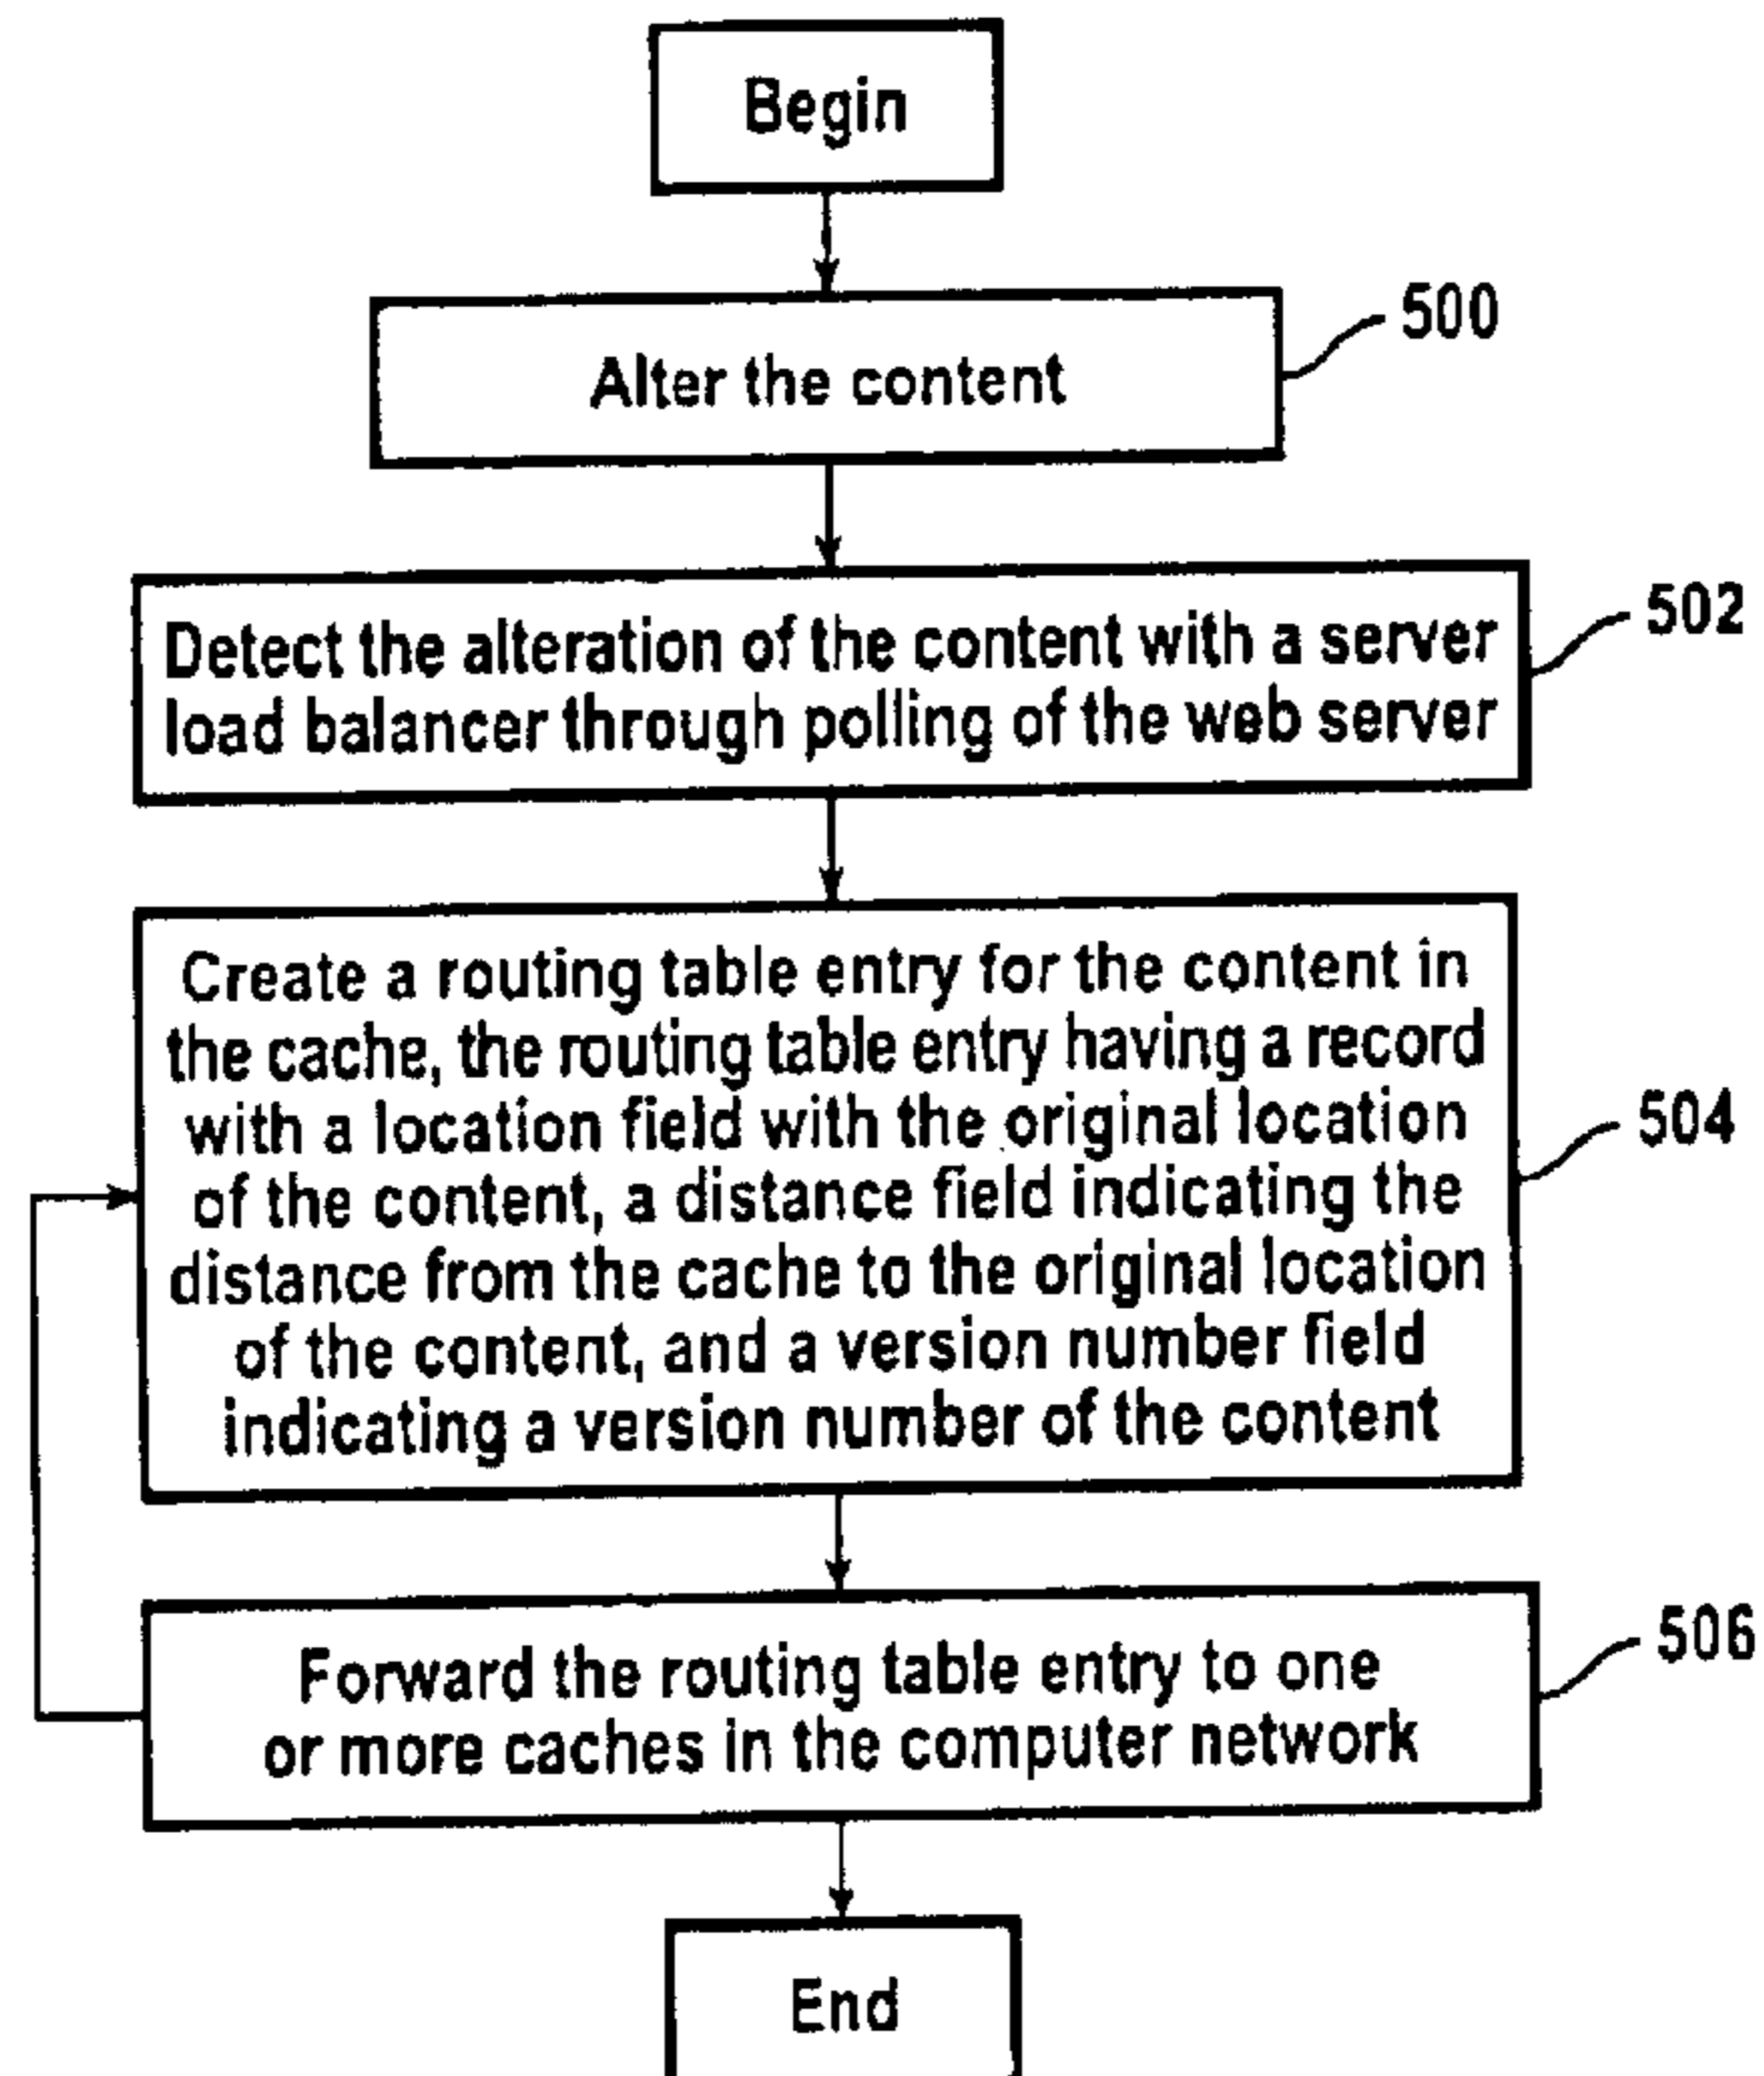 Begin
Alter the content
500
Detect the alteration of the content with a server
load balancer through polling of the web server
502
Create a routing table entry for the content in
the cache, the routing table entry having a record
with a location field with the original location
of the content, a distance field indicating the
distance from the cache to the original location
of the content, and a version number field
indicating a version number of the content
504
Forward the routing table entry to one
or more caches in the computer network
506
End